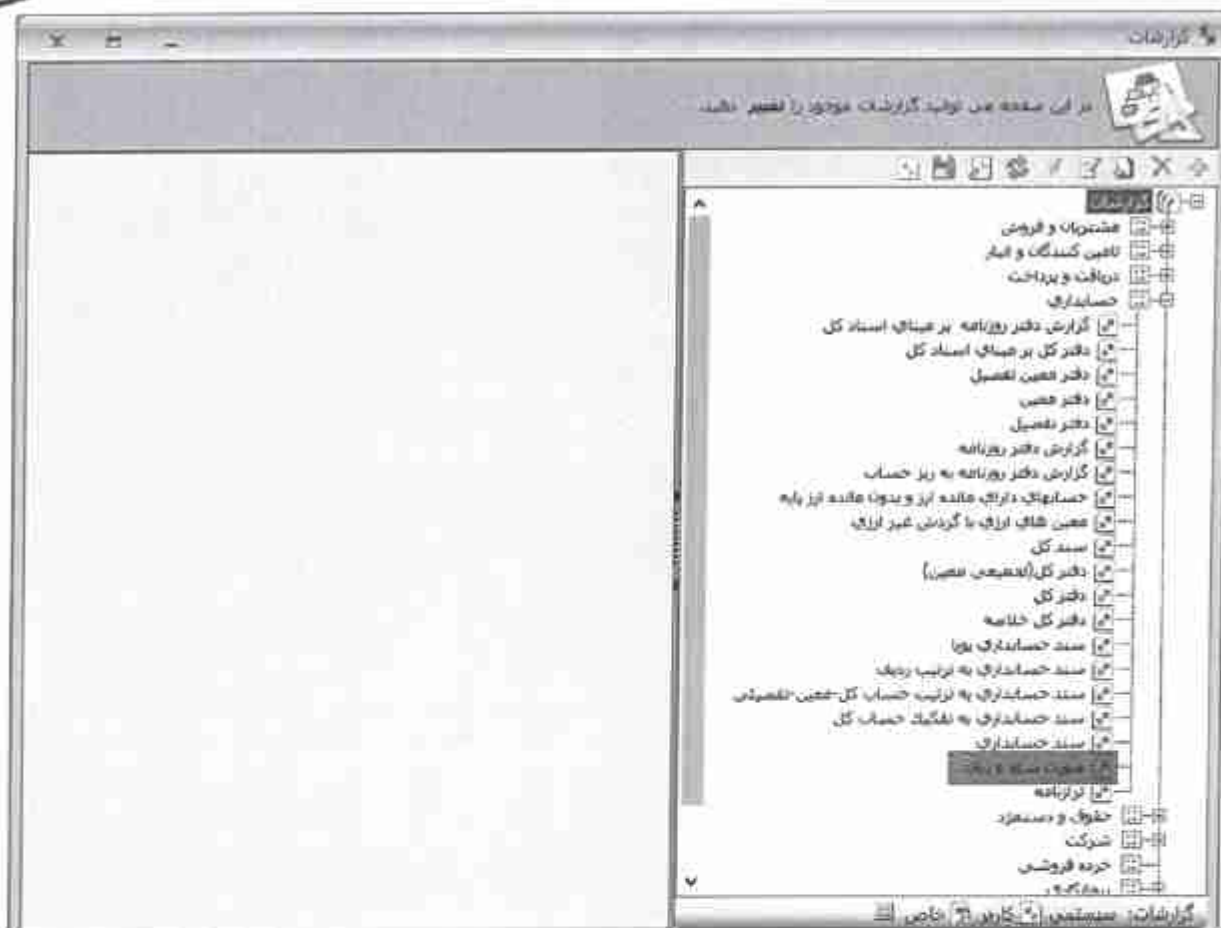 گزارشات
در این صفحه می توانید گزارشات موجود را تغییر دهید.
گزارشات
مشتریان و فروش
تامین کنندگان و انبار
دریافت و پرداخت
حسابداری
گزارش دفتر روزنامه بر مبنای اسناد کل
دفتر کل بر مبنای اسناد کل
دفتر معین تفصیل
دفتر معین
دفتر تفصیل
گزارش دفتر روزنامه
گزارش دفتر روزنامه به ریز حساب
حسابهای دارای مانده ارز و بدون مانده ارز پایه
معین های ارزی با گردش غیر ارزی
سند کل
دفتر کل(تجمیعی معین)
دفتر کل
دفتر کل خلاصه
سند حسابداری پویا
سند حسابداری به ترتیب ردیف
سند حسابداری به ترتیب حساب کل-معین-تفصیلی
سند حسابداری به تفکیک حساب کل
سند حسابداری
صورت سود و زیان
ترازنامه
حقوق و دستمزد
شرکت
خرده فروشی
گزارشات: سیستمی کاربر خاص